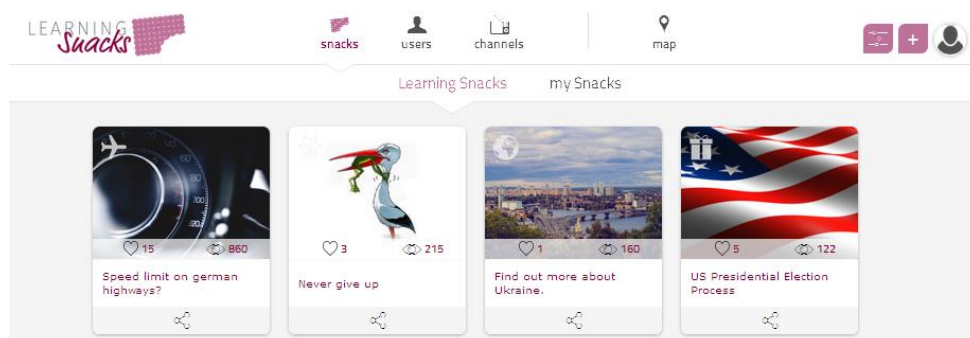 LEARNING
Snacks
snacks
users
channels
map
Learning Snacks
my Snacks
15
860
3
215
1
160
5
122
Speed limit on german
highways?
Never give up
Find out more about
Ukraine.
US Presidential Election
Process